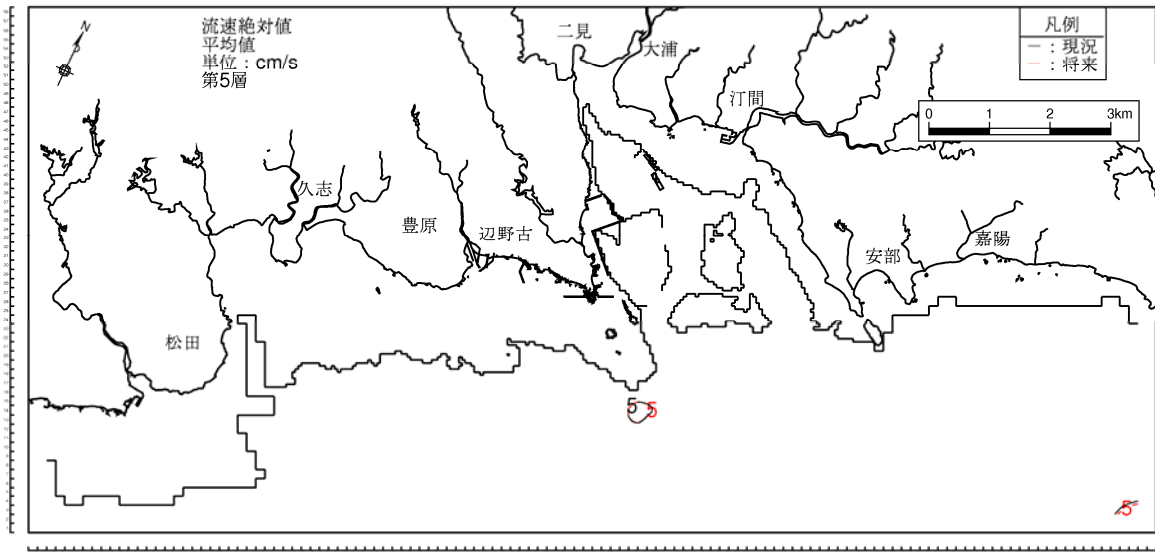 流速絶対値
平均値
単位：cm/s
第5層
N
凡例
：現況
：将来
0 1 2 3km
二見
大浦
汀間
久志
豊原
辺野古
安部
嘉陽
松田
5 5
5